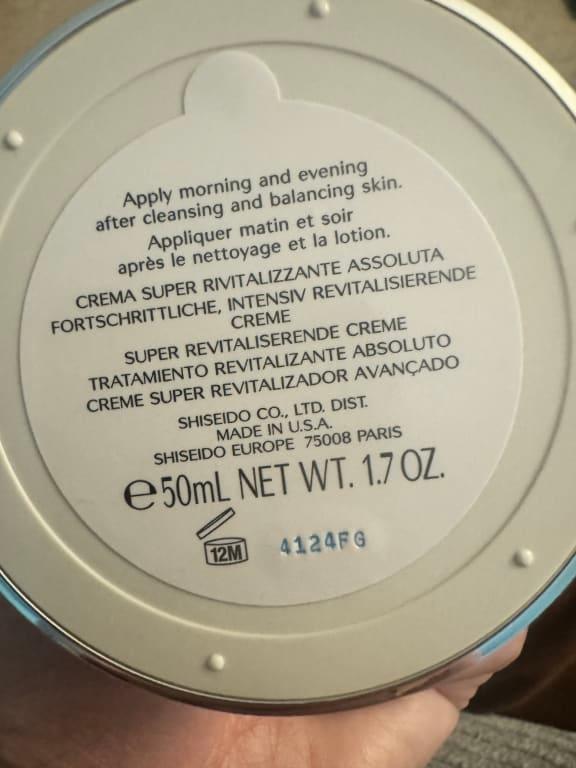 Apply morning and evening
after cleansing and balancing skin.
Appliquer matin et soir
après le nettoyage et la lotion.
CREMA SUPER RIVITALIZZANTE ASSOLUTA
FORTSCHRITTLICHE, INTENSIV REVITALISIERENDE
CREME
SUPER REVITALISERENDE CREME
TRATAMIENTO REVITALIZANTE ABSOLUTO
CREME SUPER REVITALIZADOR AVANÇADO
SHISEIDO CO., LTD. DIST.
MADE IN U.S.A.
SHISEIDO EUROPE 75008 PARIS
℮50mL NET WT. 1.7 OZ.
12M 4124FG